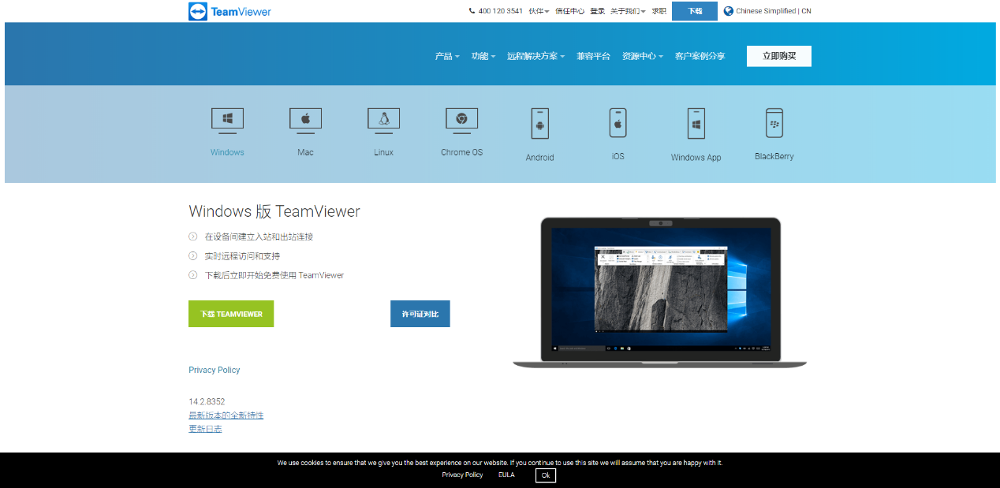 TeamViewer
400 120 3541 伙伴 信任中心 登录 关于我们 求职 下载 Chinese Simplified | CN
产品 功能 远程解决方案 兼容平台 资源中心 客户案例分享 立即购买
Windows Mac Linux Chrome OS Android iOS Windows App BlackBerry
Windows 版 TeamViewer
在设备间建立入站和出站连接
实时远程访问和支持
下载后立即开始免费使用 TeamViewer
下载 TEAMVIEWER 许可证对比
Privacy Policy
14.2.8352
最新版本的全新特性
更新日志
We use cookies to ensure that we give you the best experience on our website. If you continue to use this site we will assume that you are happy with it.
Privacy Policy EULA Ok